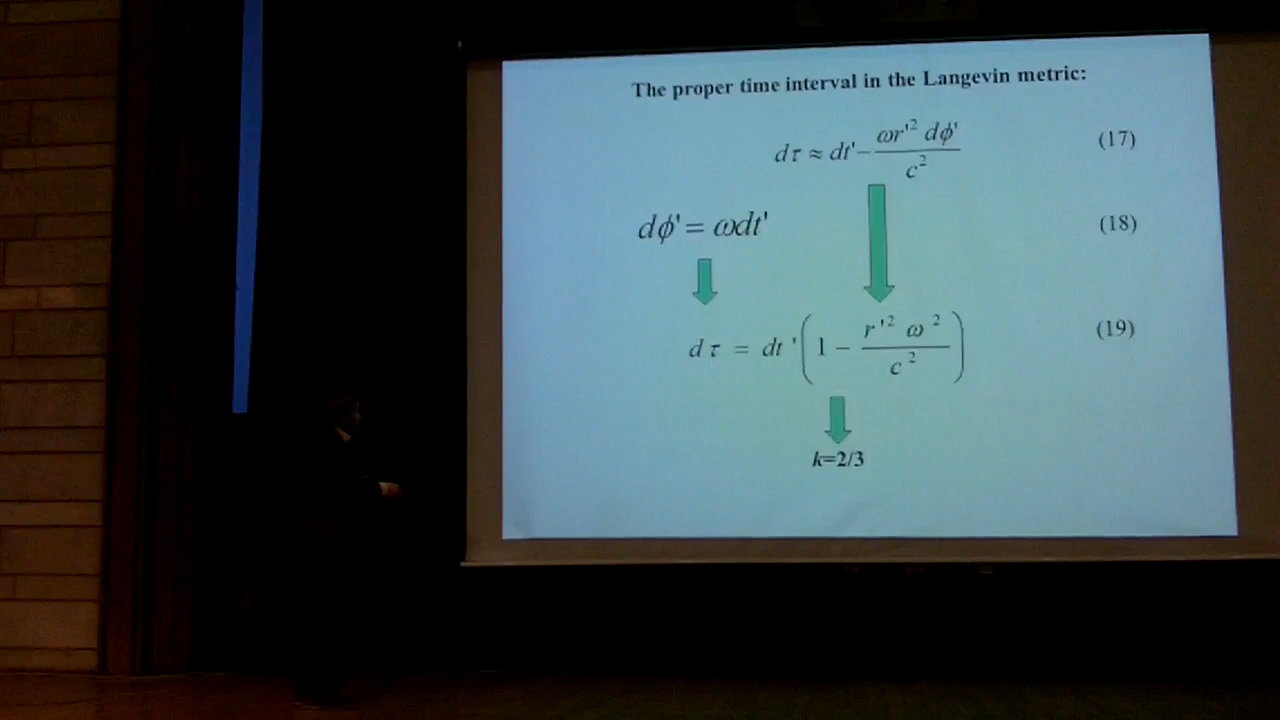 The proper time interval in the Langevin metric:
dτ ≈ dt' − ωr'² dϕ' / c² (17)
dϕ' = ωdt' (18)
dτ = dt' (1 − r'² ω² / c²) (19)
k=2/3